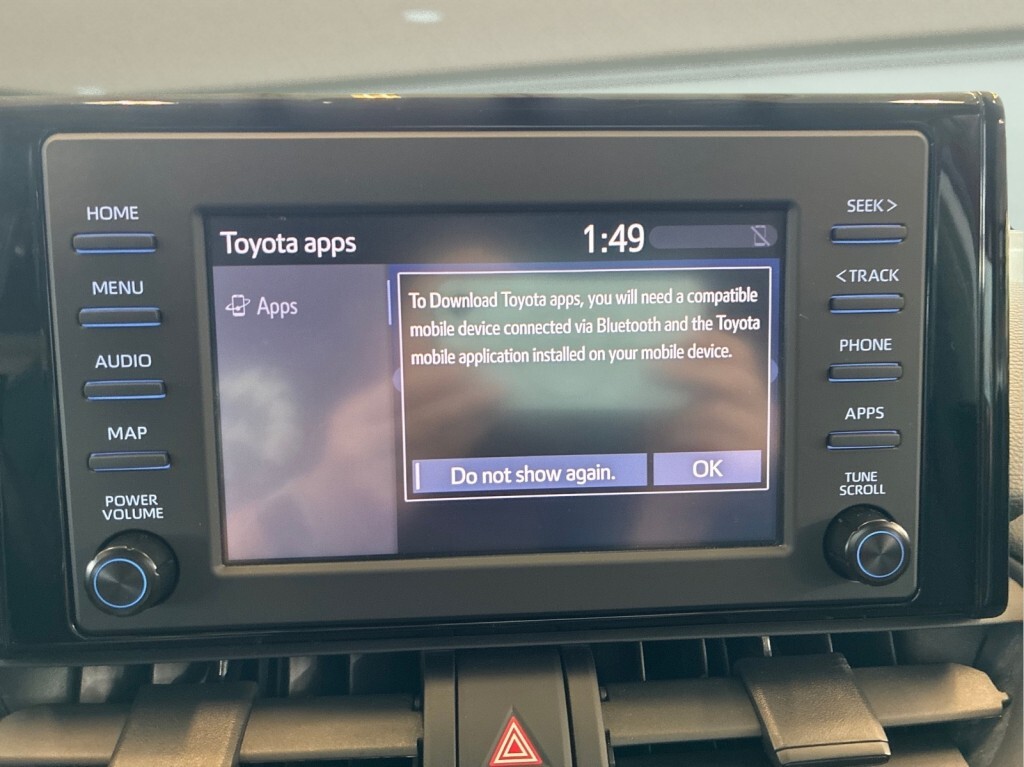 HOME
MENU
AUDIO
MAP
POWER
VOLUME
Toyota apps
1:49
Apps
To Download Toyota apps, you will need a compatible
mobile device connected via Bluetooth and the Toyota
mobile application installed on your mobile device.
Do not show again.
OK
SEEK >
< TRACK
PHONE
APPS
TUNE
SCROLL